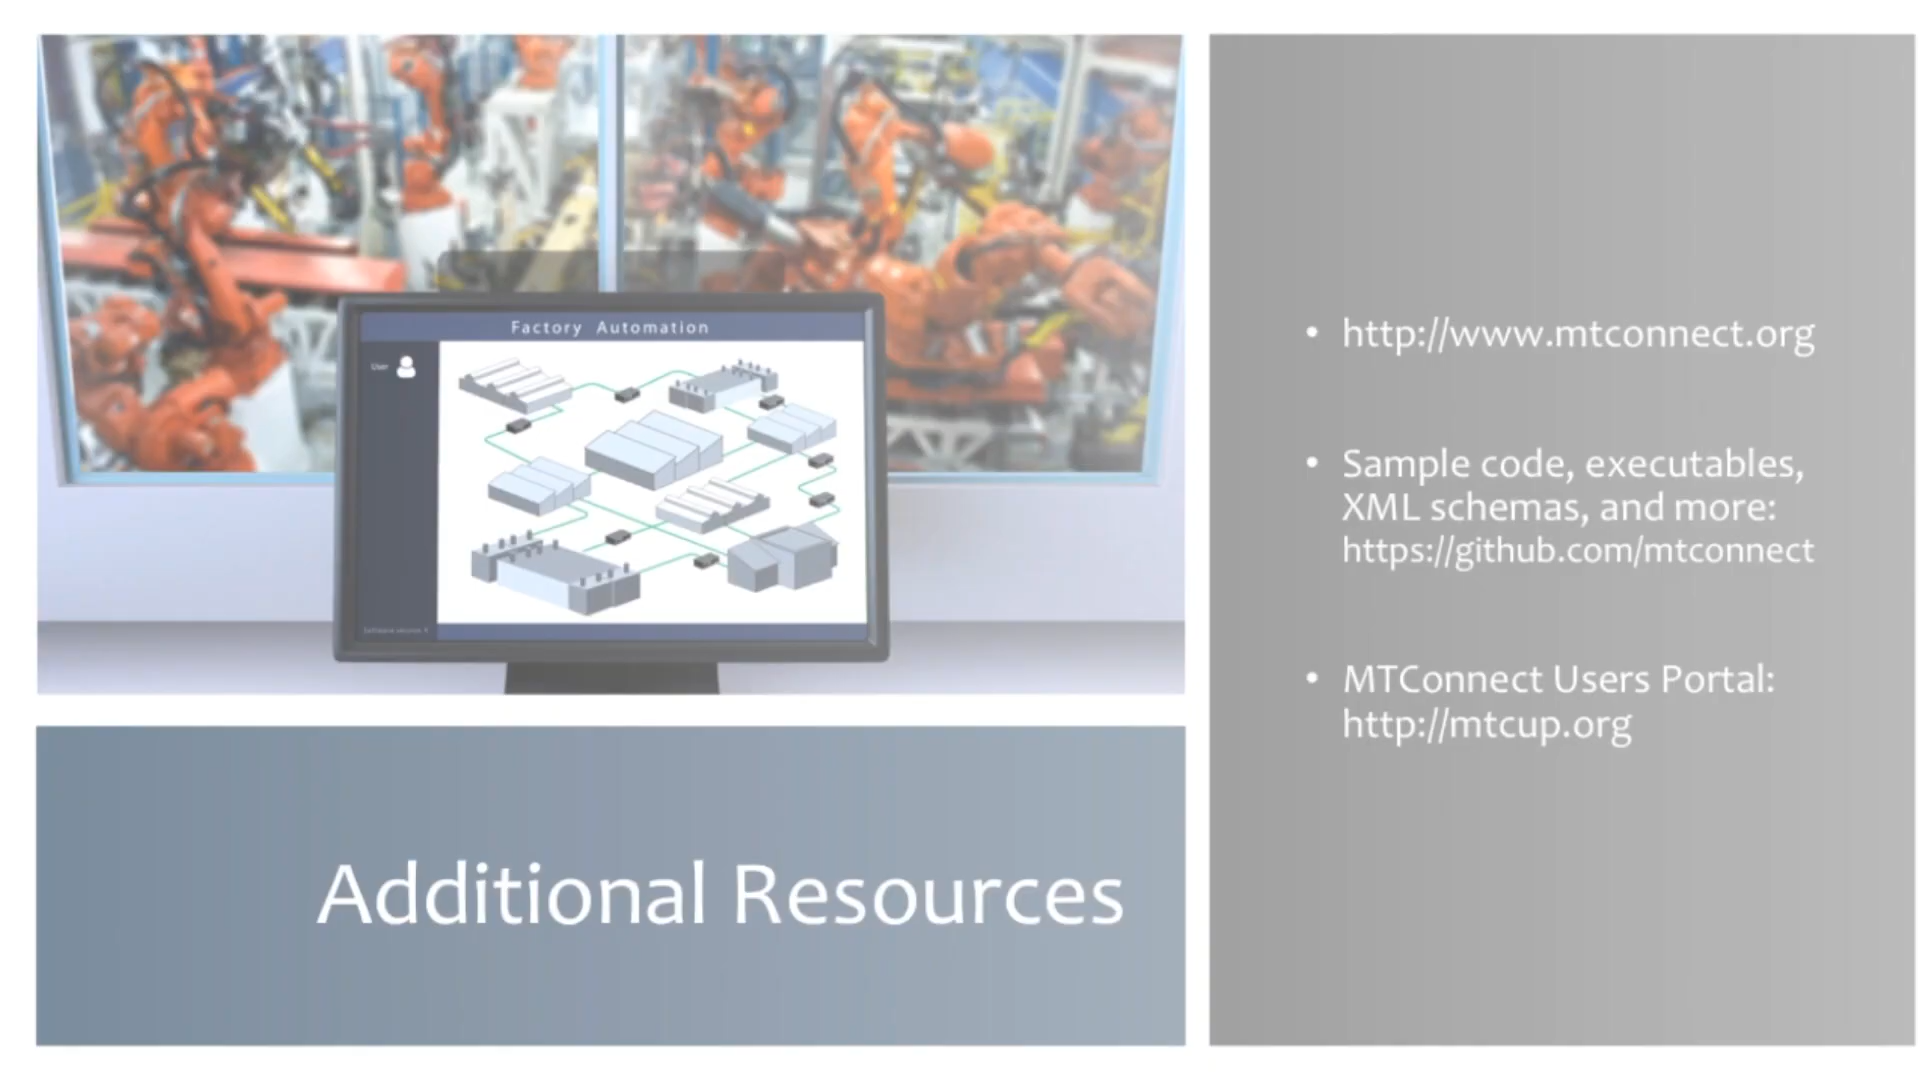 Factory Automation
User
• http://www.mtconnect.org
• Sample code, executables,
XML schemas, and more:
https://github.com/mtconnect
• MTConnect Users Portal:
http://mtcup.org
Additional Resources